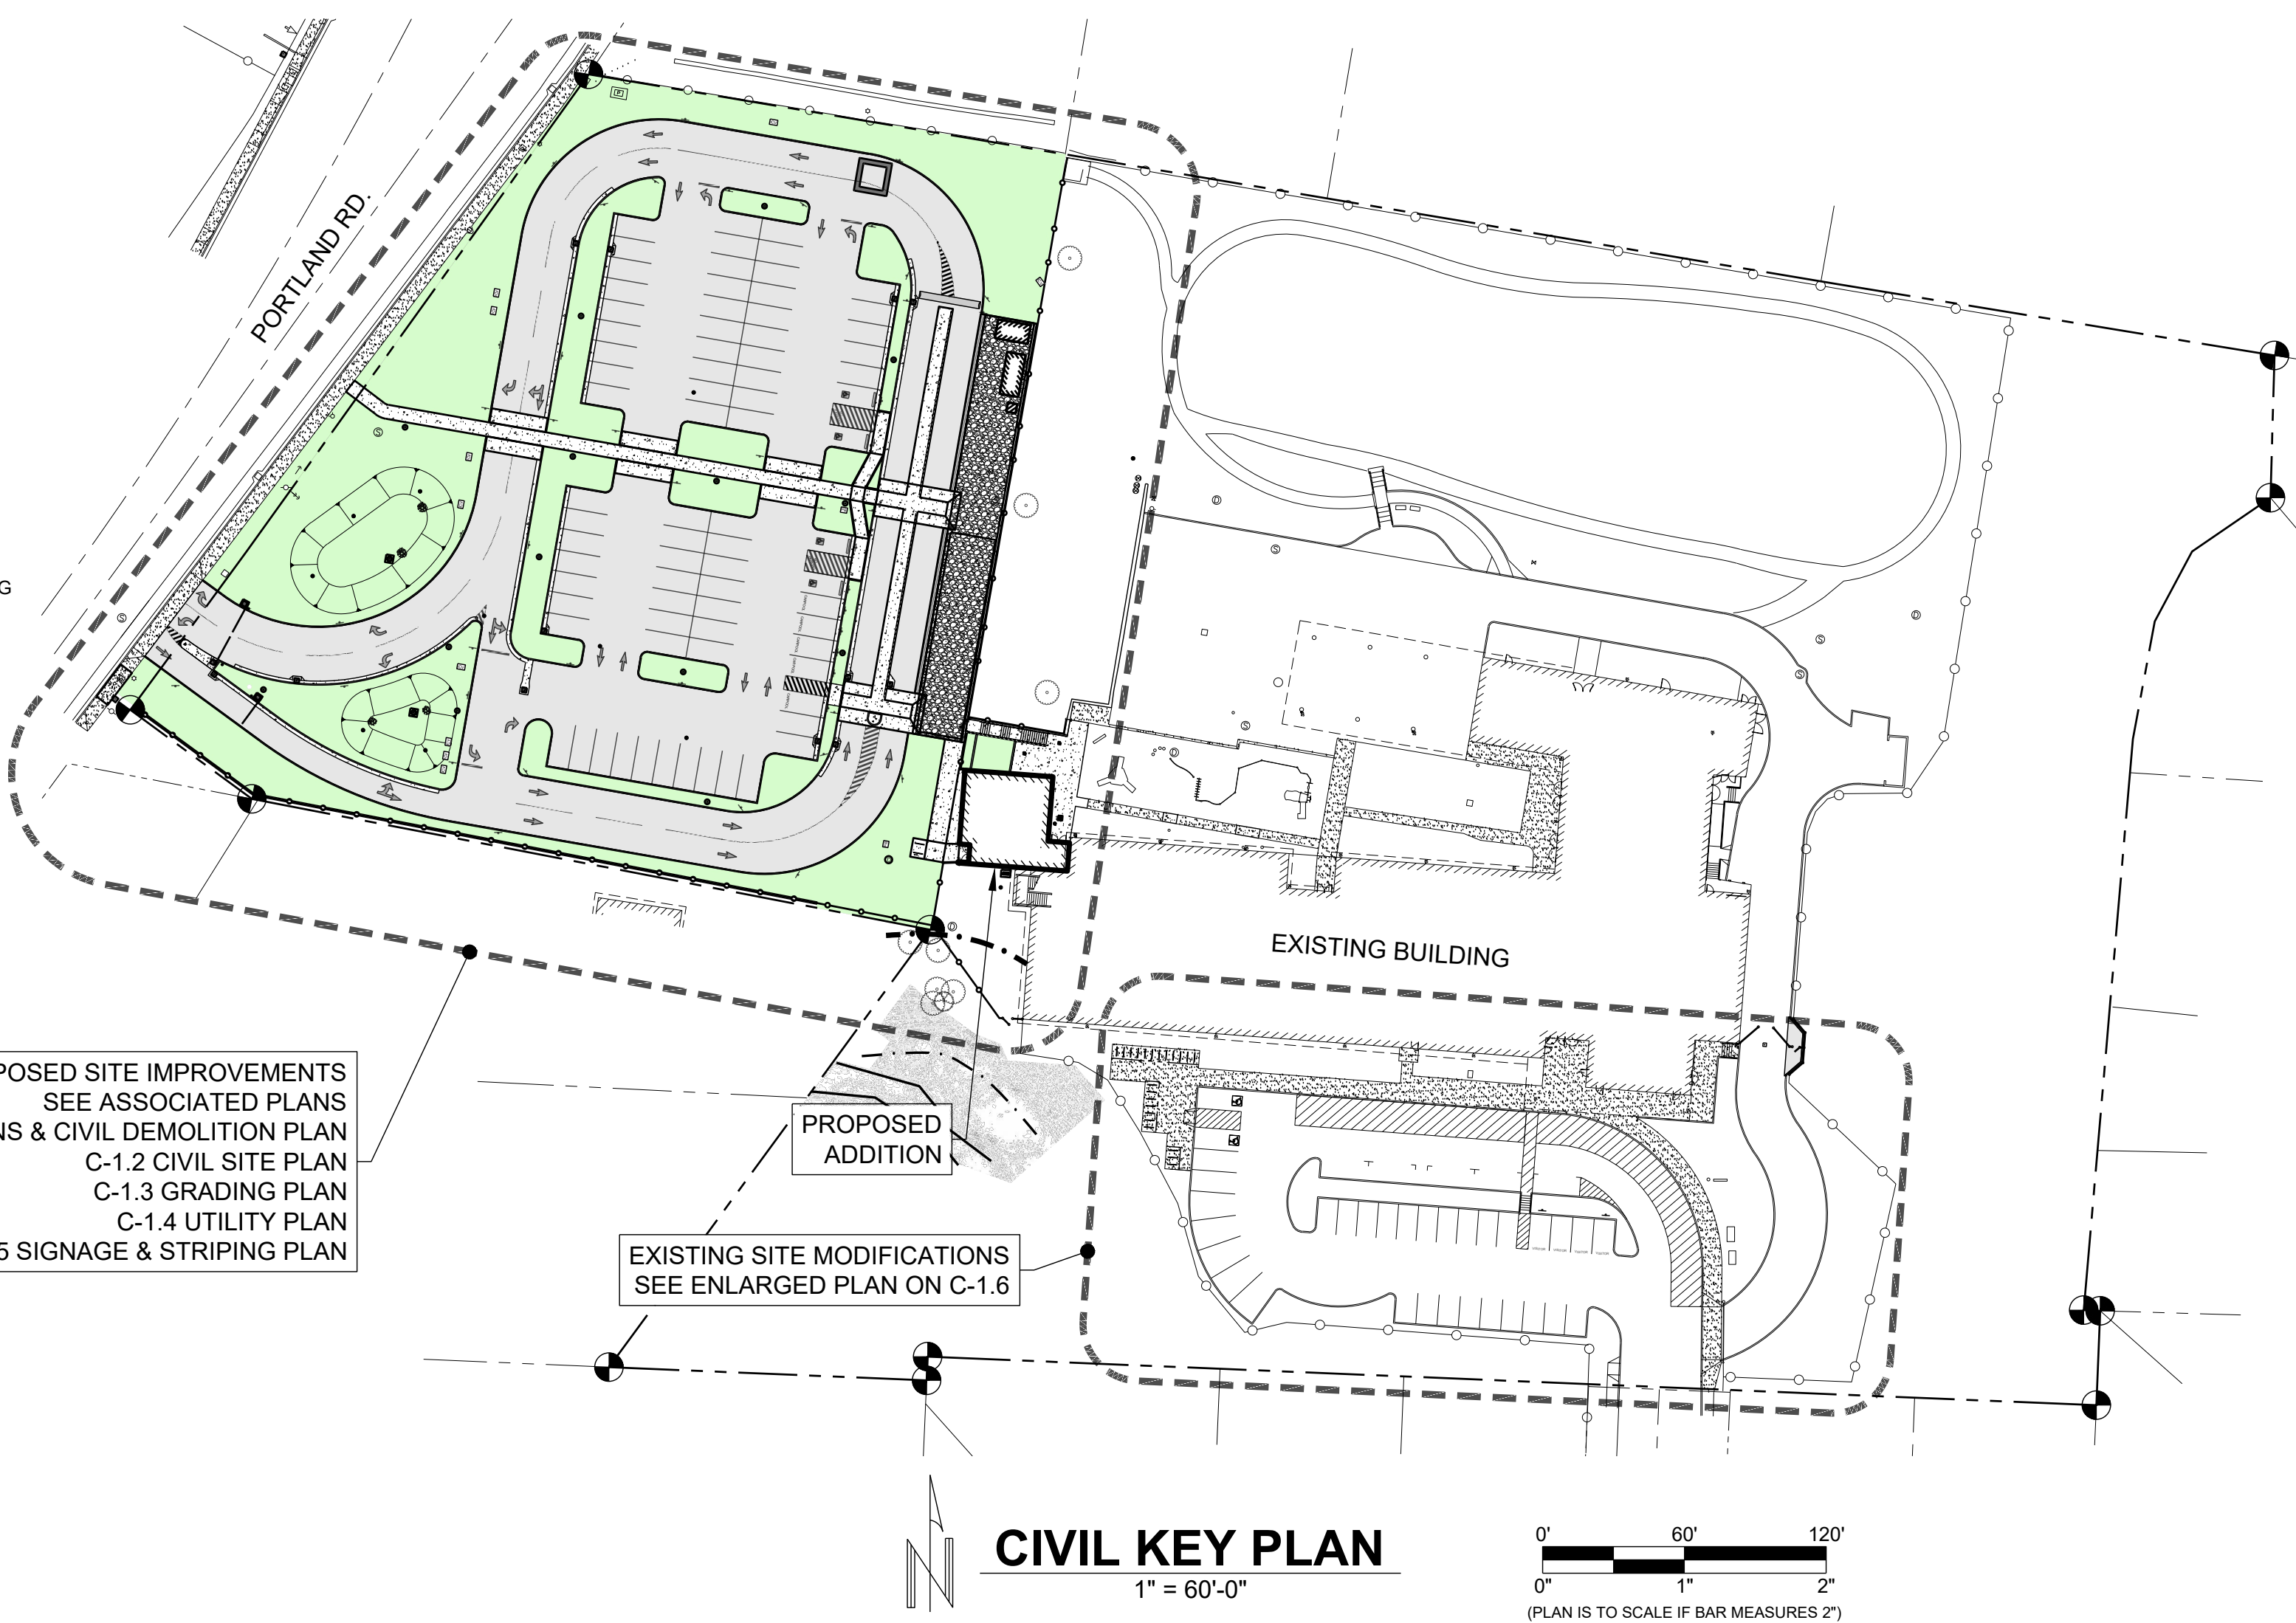 PORTLAND RD.
G
EXISTING BUILDING
POSED SITE IMPROVEMENTS
SEE ASSOCIATED PLANS
NS & CIVIL DEMOLITION PLAN
C-1.2 CIVIL SITE PLAN
C-1.3 GRADING PLAN
C-1.4 UTILITY PLAN
5 SIGNAGE & STRIPING PLAN
PROPOSED
ADDITION
EXISTING SITE MODIFICATIONS
SEE ENLARGED PLAN ON C-1.6
N
CIVIL KEY PLAN
1" = 60'-0"
0' 60' 120'
0" 1" 2"
(PLAN IS TO SCALE IF BAR MEASURES 2")